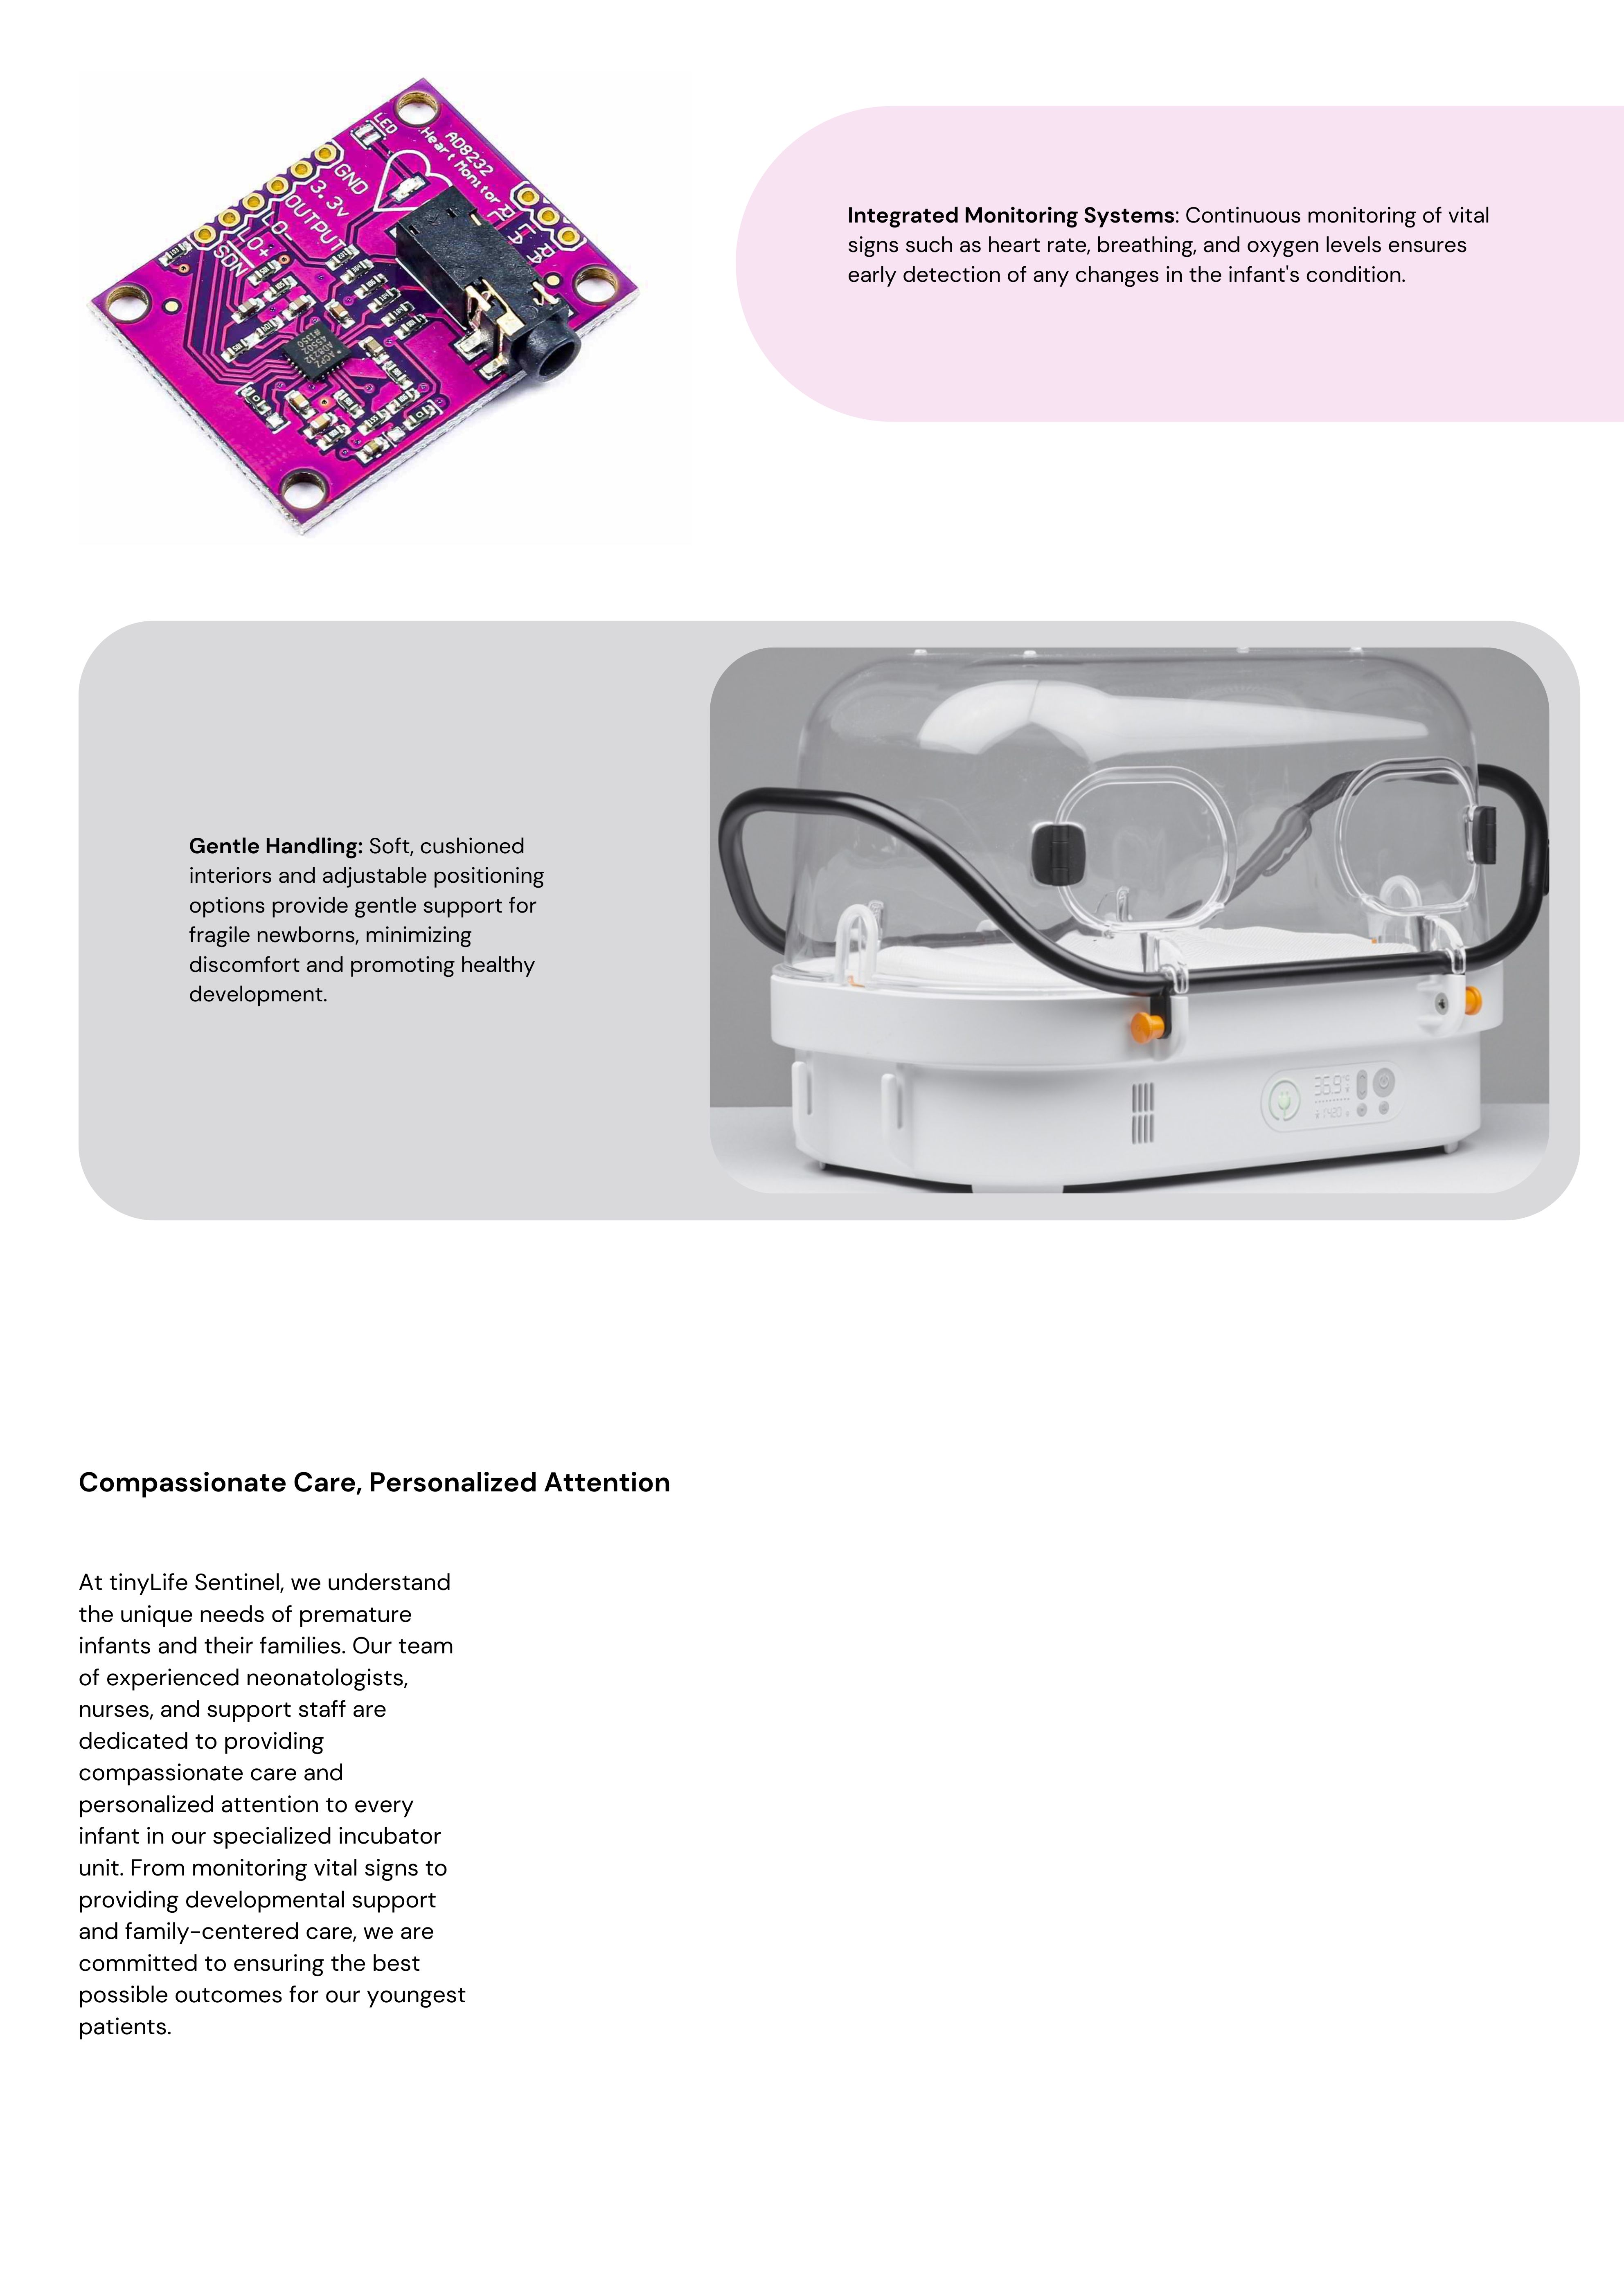 LED
AD8232
Heart Monitor
GND
3.3v
OUTPUT
LO-
LO+
SDN
RL
LA
RA
Integrated Monitoring Systems: Continuous monitoring of vital
signs such as heart rate, breathing, and oxygen levels ensures
early detection of any changes in the infant's condition.
Gentle Handling: Soft, cushioned
interiors and adjustable positioning
options provide gentle support for
fragile newborns, minimizing
discomfort and promoting healthy
development.
36.9
Compassionate Care, Personalized Attention
At tinyLife Sentinel, we understand
the unique needs of premature
infants and their families. Our team
of experienced neonatologists,
nurses, and support staff are
dedicated to providing
compassionate care and
personalized attention to every
infant in our specialized incubator
unit. From monitoring vital signs to
providing developmental support
and family-centered care, we are
committed to ensuring the best
possible outcomes for our youngest
patients.